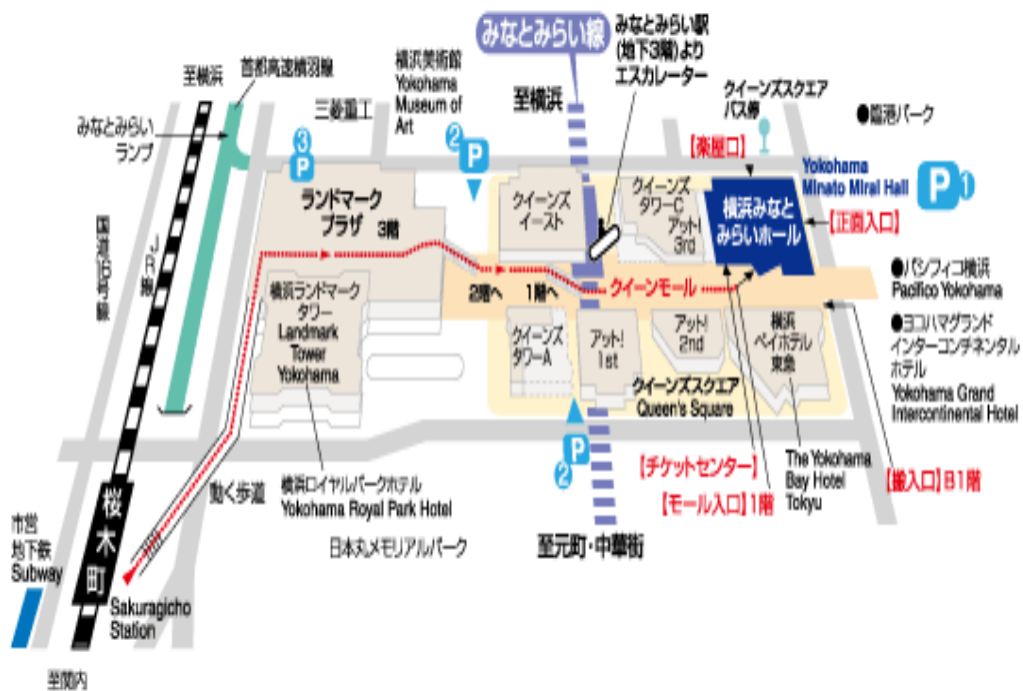 みなとみらい線
みなとみらい駅
(地下3階)より
エスカレーター
至横浜
首都高速横羽線
みなとみらい
ランプ
三菱重工
横浜美術館
Yokohama
Museum of
Art
至横浜
クイーンズスクエア
バス停
●臨港パーク
【楽屋口】
Yokohama
Minato Mirai Hall
P1
P2
P3
ランドマーク
プラザ 3階
クイーンズ
イースト
クイーンズ
タワーC
アット!
3rd
横浜みなと
みらいホール
【正面入口】
国道16号線
JR線
横浜ランドマーク
タワー
Landmark
Tower
Yokohama
2階へ
1階へ
クイーンモール
●パシフィコ横浜
Pacifico Yokohama
クイーンズ
タワーA
アット!
1st
アット!
2nd
横浜
ベイホテル
東急
●ヨコハマグランド
インターコンチネンタル
ホテル
Yokohama Grand
Intercontinental Hotel
クイーンズスクエア
Queen's Square
P2
【チケットセンター】
【モール入口】1階
The Yokohama
Bay Hotel
Tokyu
【搬入口】B1階
動く歩道
横浜ロイヤルパークホテル
Yokohama Royal Park Hotel
日本丸メモリアルパーク
至元町・中華街
桜木町
市営
地下鉄
Subway
Sakuragicho
Station
至関内